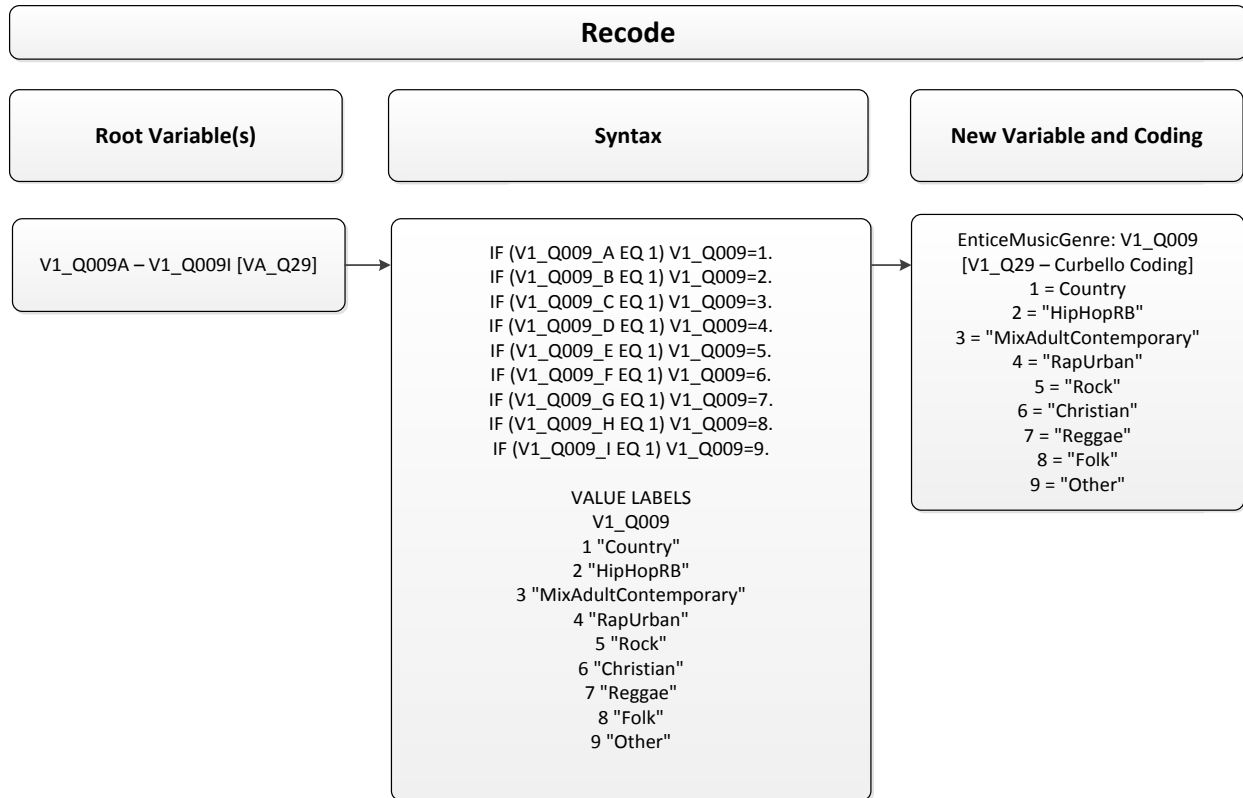 Recode
Root Variable(s)
Syntax
New Variable and Coding
V1_Q009A – V1_Q009I [VA_Q29]
IF (V1_Q009_A EQ 1) V1_Q009=1.
IF (V1_Q009_B EQ 1) V1_Q009=2.
IF (V1_Q009_C EQ 1) V1_Q009=3.
IF (V1_Q009_D EQ 1) V1_Q009=4.
IF (V1_Q009_E EQ 1) V1_Q009=5.
IF (V1_Q009_F EQ 1) V1_Q009=6.
IF (V1_Q009_G EQ 1) V1_Q009=7.
IF (V1_Q009_H EQ 1) V1_Q009=8.
IF (V1_Q009_I EQ 1) V1_Q009=9.
VALUE LABELS
V1_Q009
1 "Country"
2 "HipHopRB"
3 "MixAdultContemporary"
4 "RapUrban"
5 "Rock"
6 "Christian"
7 "Reggae"
8 "Folk"
9 "Other"
EnticeMusicGenre: V1_Q009
[V1_Q29 – Curbello Coding]
1 = Country
2 = "HipHopRB"
3 = "MixAdultContemporary"
4 = "RapUrban"
5 = "Rock"
6 = "Christian"
7 = "Reggae"
8 = "Folk"
9 = "Other"